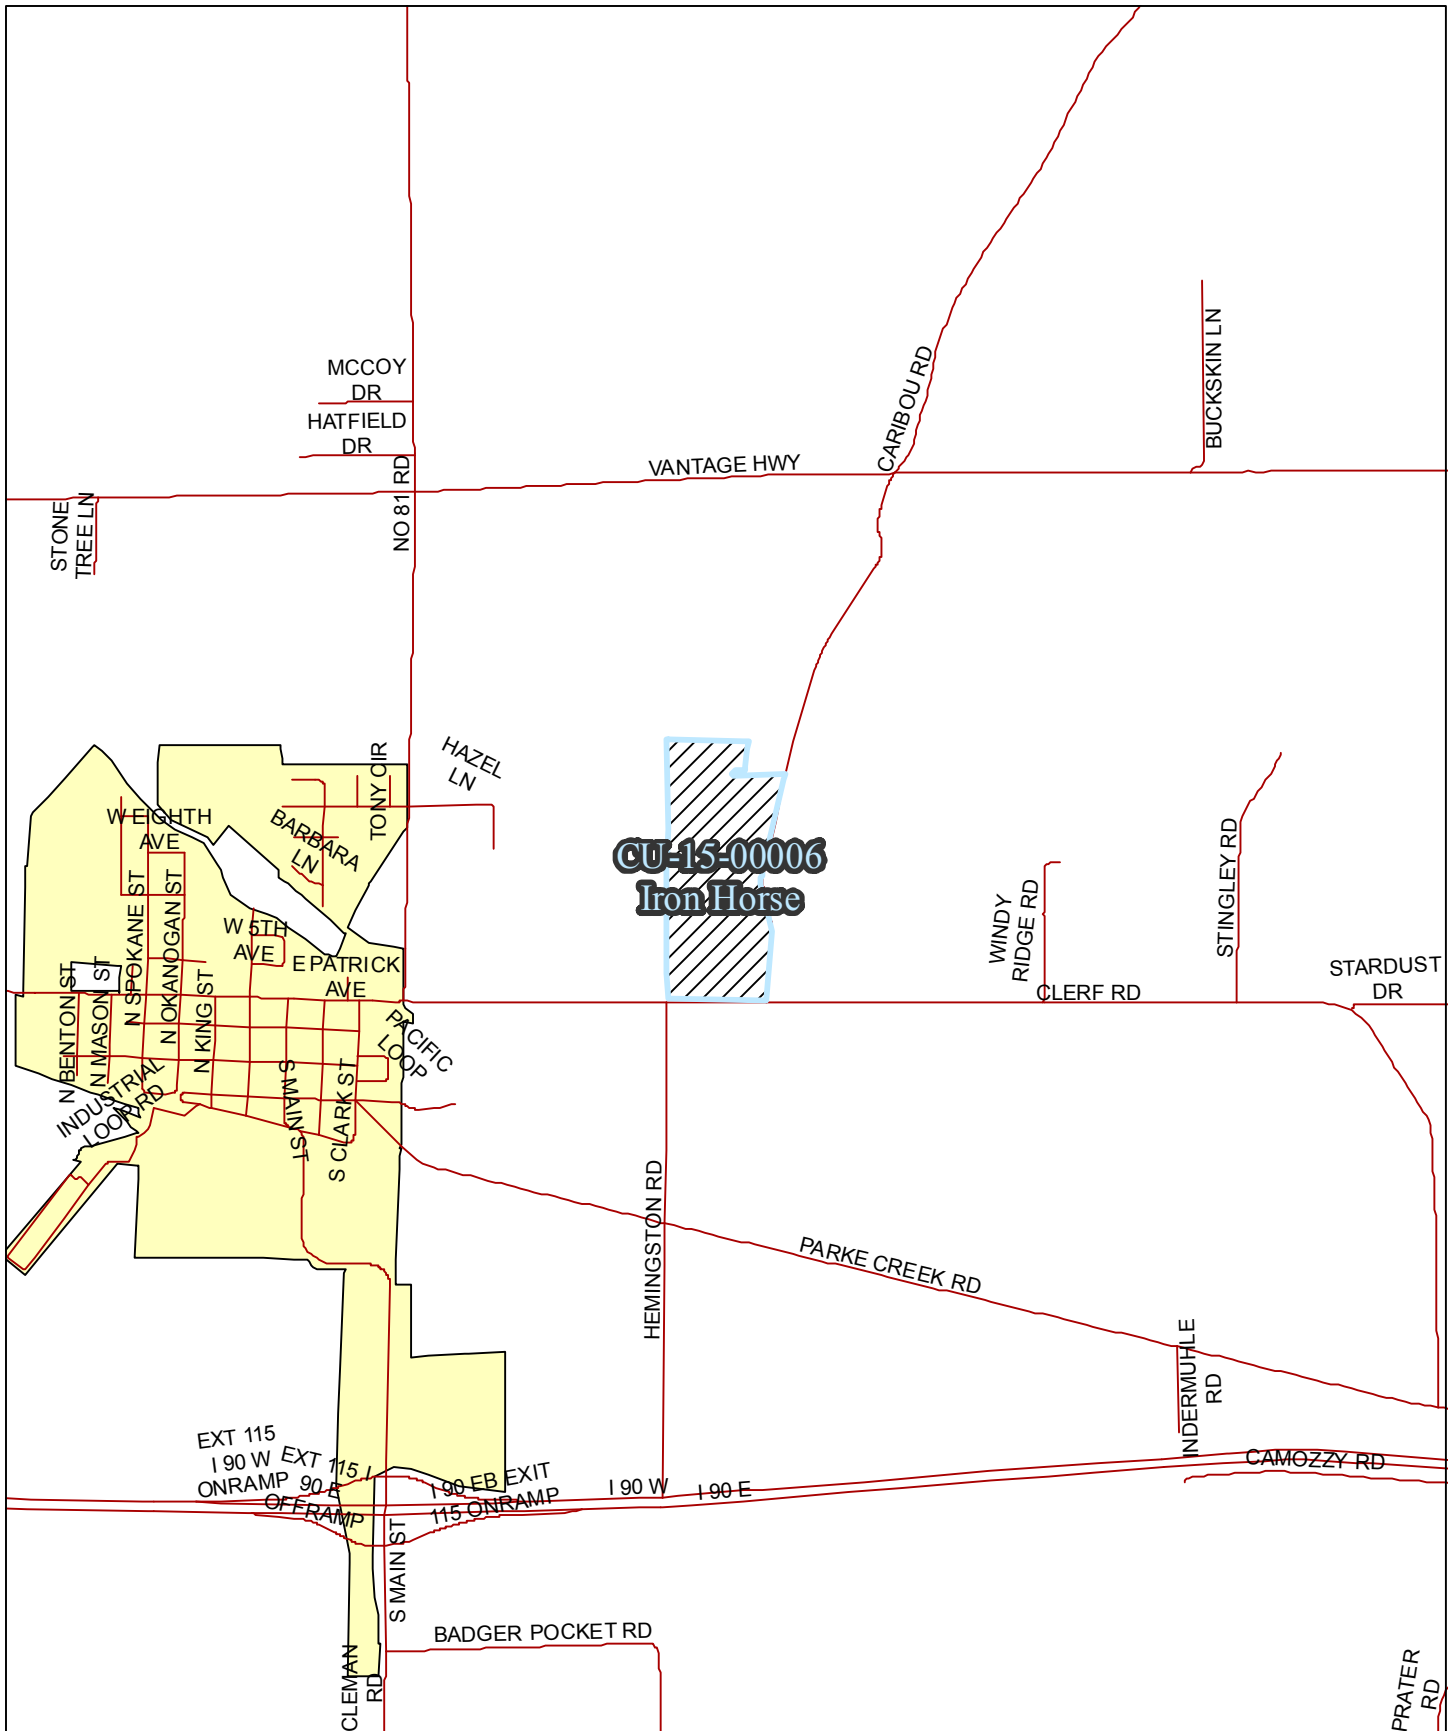 MCCOY
DR
HATFIELD
DR
NO 81 RD
VANTAGE HWY
CARIBOU RD
BUCKSKIN LN
STONE
TREE LN
HAZEL
LN
TONY CIR
BARBARA
LN
W EIGHTH
AVE
CU-15-00006
Iron Horse
WINDY
RIDGE RD
STINGLEY RD
STARDUST
DR
CLERF RD
W 5TH
AVE
E PATRICK
AVE
N BENTON ST
N MASON ST
N SPOKANE ST
N OKANOGAN ST
N KING ST
PACIFIC
LOOP
INDUSTRIAL
LOOP RD
S MAIN ST
S CLARK ST
HEMINGSTON RD
PARKE CREEK RD
INDERMUHLE
RD
CAMOZZY RD
EXT 115
I 90 W
ONRAMP
EXT 115 I
90 E
OFFRAMP
I 90 EB EXIT
115 ONRAMP
I 90 W
I 90 E
S MAIN ST
BADGER POCKET RD
CLEMAN
RD
PRATER
RD